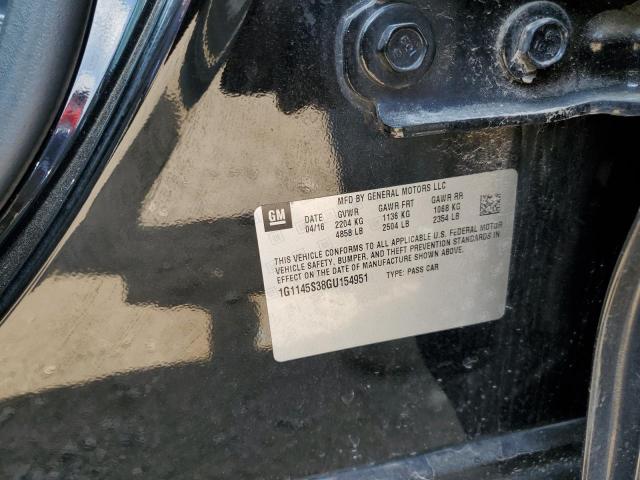 MFD BY GENERAL MOTORS LLC
GM DATE GVWR GAWR FRT GAWR RR
04/16 2204 KG 1136 KG 1068 KG
4858 LB 2504 LB 2354 LB
THIS VEHICLE CONFORMS TO ALL APPLICABLE U.S. FEDERAL MOTOR
VEHICLE SAFETY, BUMPER, AND THEFT PREVENTION STANDARDS IN
EFFECT ON THE DATE OF MANUFACTURE SHOWN ABOVE.
1G1145S38GU154951 TYPE: PASS CAR